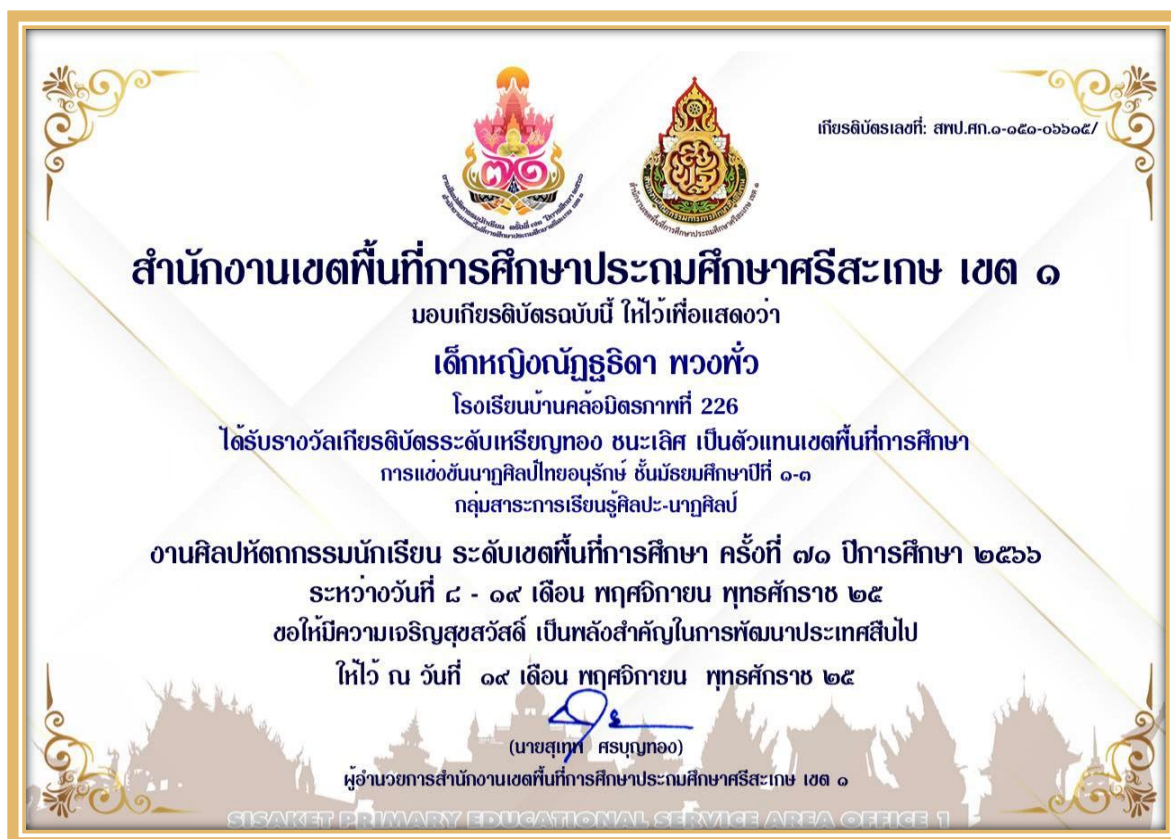 เกียรติบัตรเลขที่: สพป.ศก.๑-๑๕๑-๐๖๖๑๕/
๗๑
สำนักงานเขตพื้นที่การศึกษาประถมศึกษาศรีสะเกษ เขต ๑
มอบเกียรติบัตรฉบับนี้ ให้ไว้เพื่อแสดงว่า
เด็กหญิงณัฏฐธิดา พวงพั่ว
โรงเรียนบ้านคล้อมิตรภาพที่ 226
ได้รับรางวัลเกียรติบัตรระดับเหรียญทอง ชนะเลิศ เป็นตัวแทนเขตพื้นที่การศึกษา
การแข่งขันนาฏศิลป์ไทยอนุรักษ์ ชั้นมัธยมศึกษาปีที่ ๑-๓
กลุ่มสาระการเรียนรู้ศิลปะ-นาฏศิลป์
งานศิลปหัตถกรรมนักเรียน ระดับเขตพื้นที่การศึกษา ครั้งที่ ๗๑ ปีการศึกษา ๒๕๖๖
ระหว่างวันที่ ๘ - ๑๙ เดือน พฤศจิกายน พุทธศักราช ๒๕
ขอให้มีความเจริญสุขสวัสดิ์ เป็นพลังสำคัญในการพัฒนาประเทศสืบไป
ให้ไว้ ณ วันที่ ๑๙ เดือน พฤศจิกายน พุทธศักราช ๒๕
(นายสุเทพ ศรบุญทอง)
ผู้อำนวยการสำนักงานเขตพื้นที่การศึกษาประถมศึกษาศรีสะเกษ เขต ๑
SISAKET PRIMARY EDUCATIONAL SERVICE AREA OFFICE 1